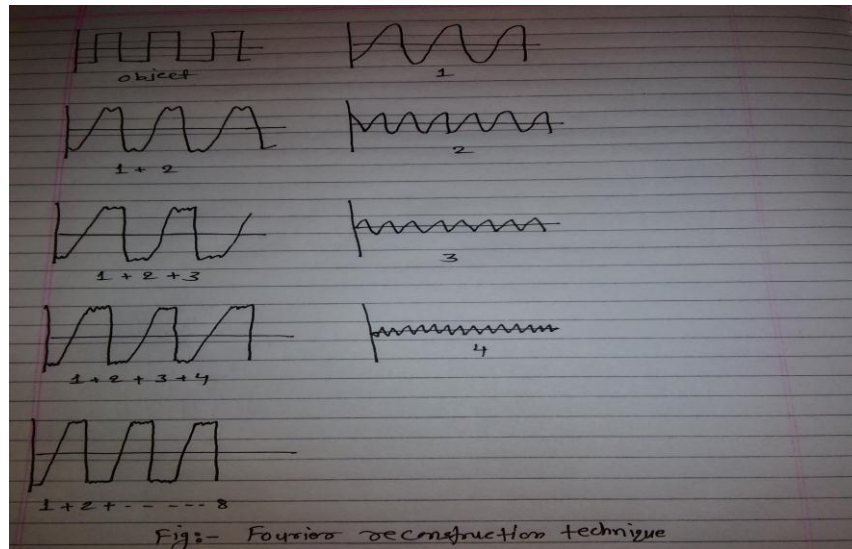 object
1
1 + 2
2
1 + 2 + 3
3
1 + 2 + 3 + 4
4
1 + 2 + - - - - - 8
Fig:- Fourier reconstruction technique